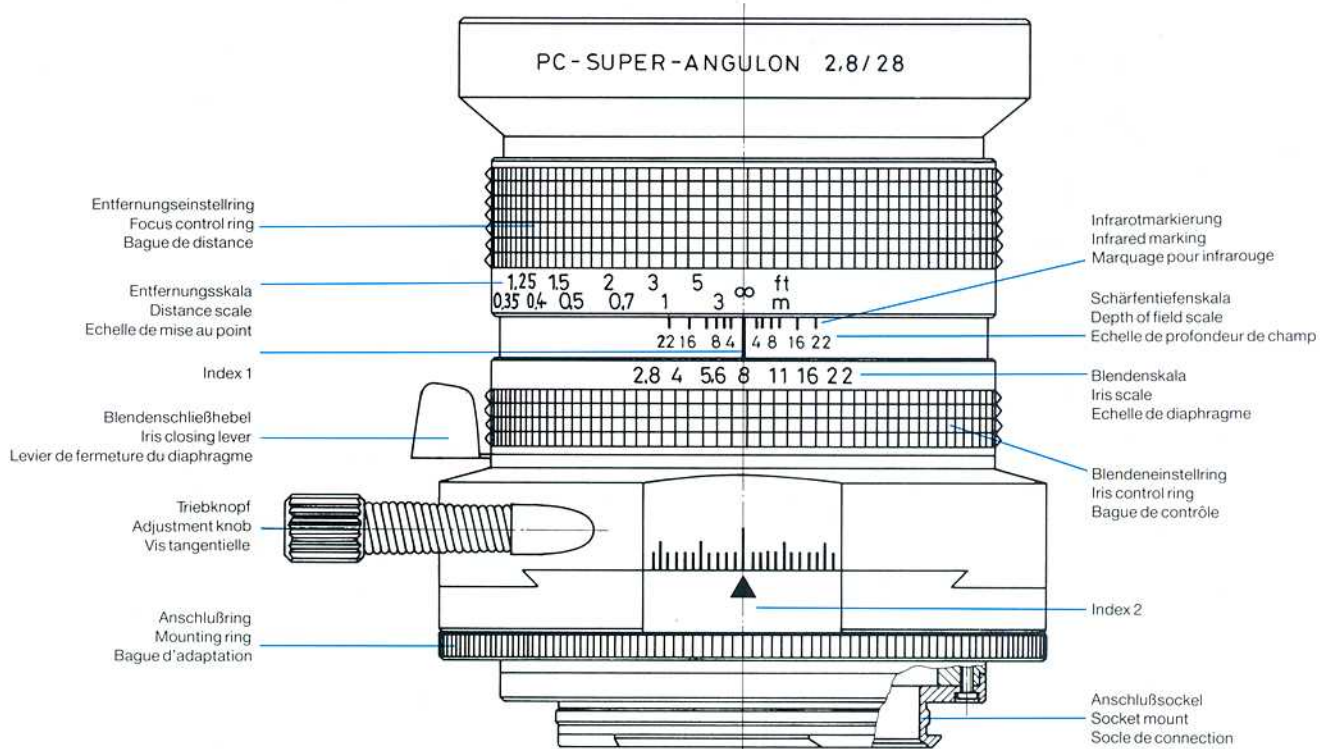 PC-SUPER-ANGULON 2,8/28
Entfernungseinstellring
Focus control ring
Bague de distance
Entfernungsskala
Distance scale
Echelle de mise au point
Index 1
Blendenschließhebel
Iris closing lever
Levier de fermeture du diaphragme
Triebknopf
Adjustment knob
Vis tangentielle
Anschlußring
Mounting ring
Bague d'adaptation
1,25 1.5 2 3 5 ∞ ft
0,35 0,4 0,5 0,7 1 3 m
22 16 8 4 4 8 16 22
2,8 4 5,6 8 11 16 22
Infrarotmarkierung
Infrared marking
Marquage pour infrarouge
Schärfentiefenskala
Depth of field scale
Echelle de profondeur de champ
Blendenskala
Iris scale
Echelle de diaphragme
Blendeneinstellring
Iris control ring
Bague de contrôle
Index 2
Anschlußsockel
Socket mount
Socle de connection